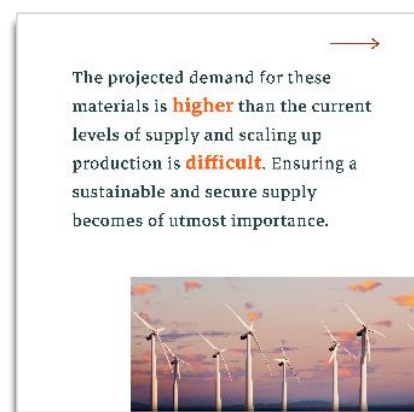 The projected demand for these
materials is higher than the current
levels of supply and scaling up
production is difficult. Ensuring a
sustainable and secure supply
becomes of utmost importance.